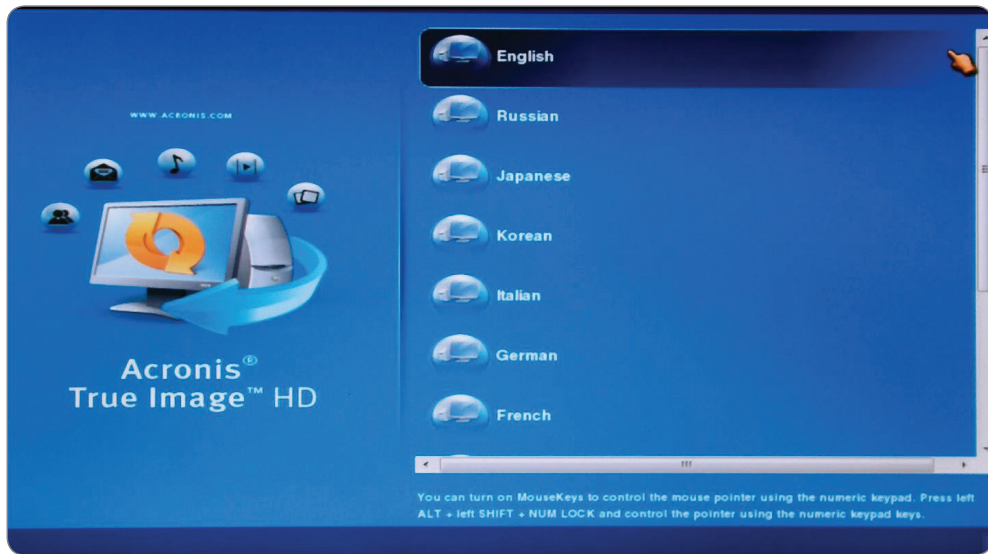 WWW.ACRONIS.COM
Acronis®
True Image™ HD
English
Russian
Japanese
Korean
Italian
German
French
You can turn on MouseKeys to control the mouse pointer using the numeric keypad. Press left
ALT + left SHIFT + NUM LOCK and control the pointer using the numeric keypad keys.